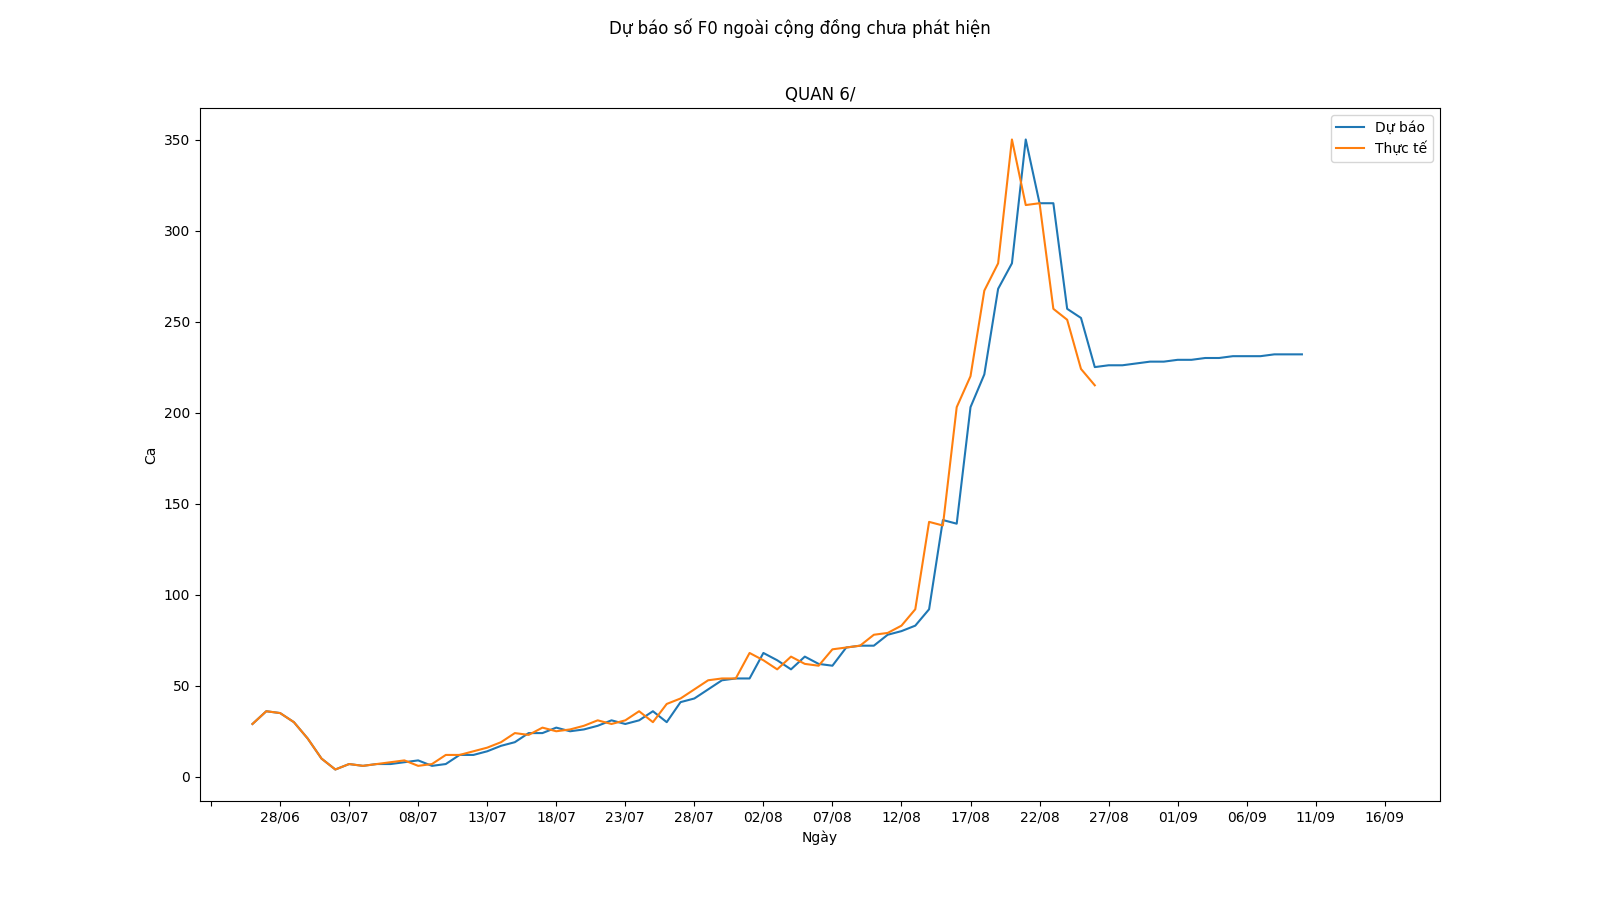 Dự báo số F0 ngoài cộng đồng chưa phát hiện
QUAN 6/
Dự báo
Thực tế
350
300
250
200
150
100
50
0
Ca
28/06 03/07 08/07 13/07 18/07 23/07 28/07 02/08 07/08 12/08 17/08 22/08 27/08 01/09 06/09 11/09 16/09
Ngày